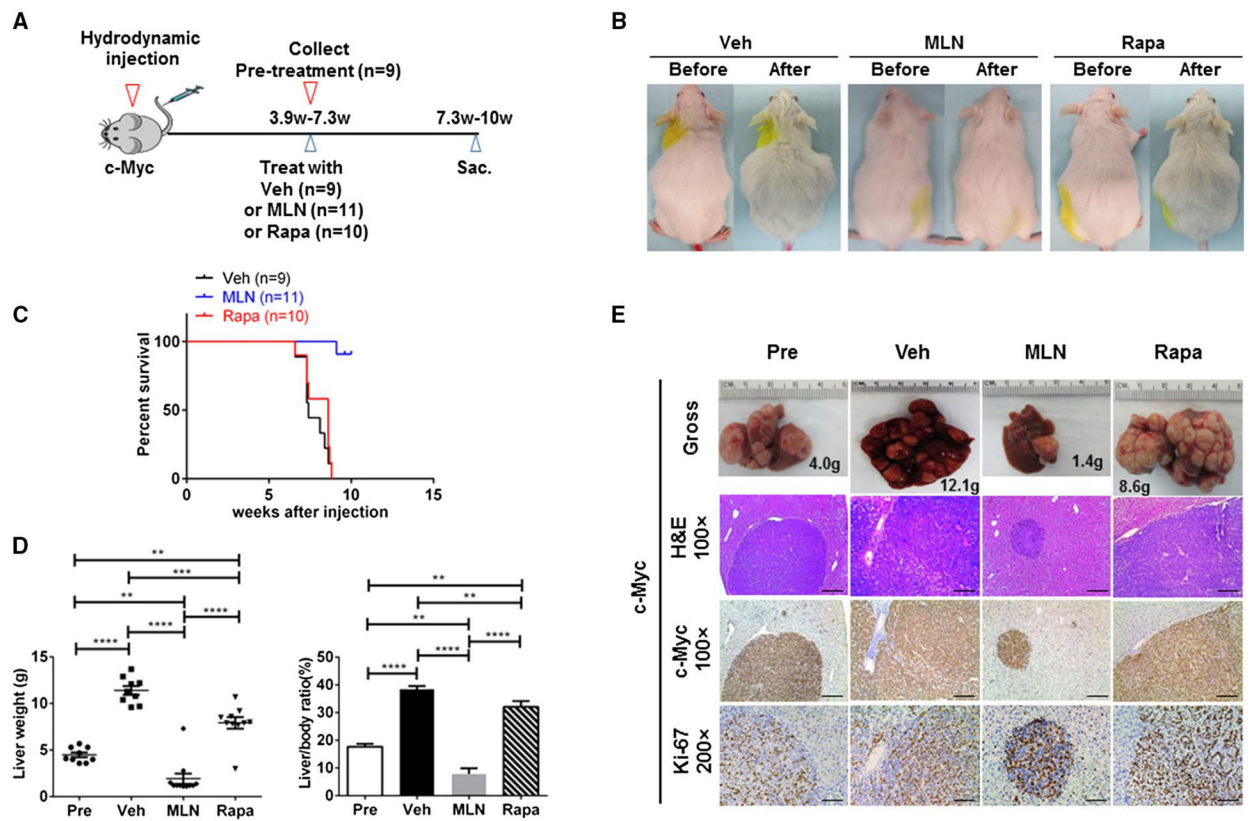 A
Hydrodynamic
injection
Collect
Pre-treatment (n=9)
3.9w-7.3w
7.3w-10w
c-Myc
Treat with
Veh (n=9)
or MLN (n=11)
or Rapa (n=10)
Sac.
B
Veh
MLN
Rapa
Before
After
Before
After
Before
After
C
Veh (n=9)
MLN (n=11)
Rapa (n=10)
Percent survival
100
50
0
0
5
10
15
weeks after injection
D
**
***
**
****
****
****
Liver weight (g)
15
10
5
0
Pre
Veh
MLN
Rapa
**
**
**
****
****
****
Liver/body ratio(%)
50%
40
30
20
10
0
Pre
Veh
MLN
Rapa
E
Pre
Veh
MLN
Rapa
c-Myc
Gross
4.0g
12.1g
1.4g
8.6g
H&E
100×
c-Myc
100×
Ki-67
200×